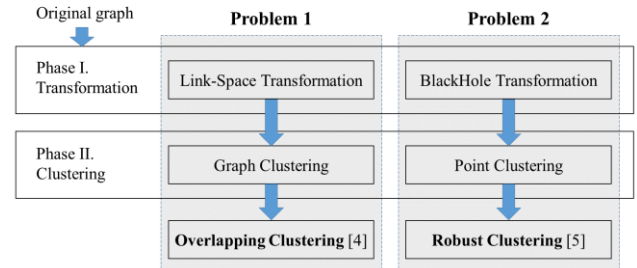 Original graph
Problem 1
Problem 2
Phase I.
Transformation
Link-Space Transformation
BlackHole Transformation
Phase II.
Clustering
Graph Clustering
Point Clustering
Overlapping Clustering [4]
Robust Clustering [5]